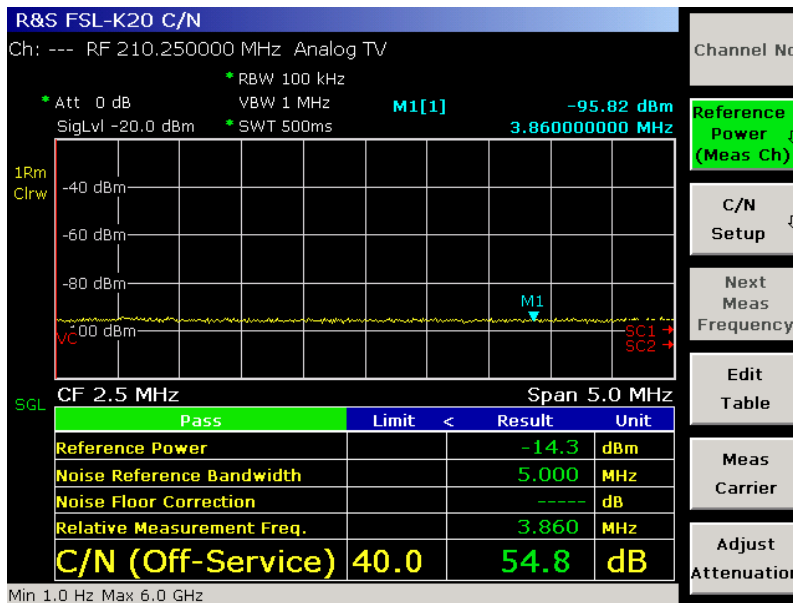 R&S FSL-K20 C/N
Ch: --- RF 210.250000 MHz Analog TV
* RBW 100 kHz
* Att 0 dB VBW 1 MHz M1[1] -95.82 dBm
SigLvl -20.0 dBm * SWT 500ms 3.860000000 MHz
1Rm
Clrw
-40 dBm
-60 dBm
-80 dBm
M1
-100 dBm
VC
SC1
SC2
SGL
CF 2.5 MHz Span 5.0 MHz
Pass Limit < Result Unit
Reference Power -14.3 dBm
Noise Reference Bandwidth 5.000 MHz
Noise Floor Correction ----- dB
Relative Measurement Freq. 3.860 MHz
C/N (Off-Service) 40.0 54.8 dB
Min 1.0 Hz Max 6.0 GHz
Channel No
Reference
Power
(Meas Ch)
C/N
Setup
Next
Meas
Frequency
Edit
Table
Meas
Carrier
Adjust
Attenuation